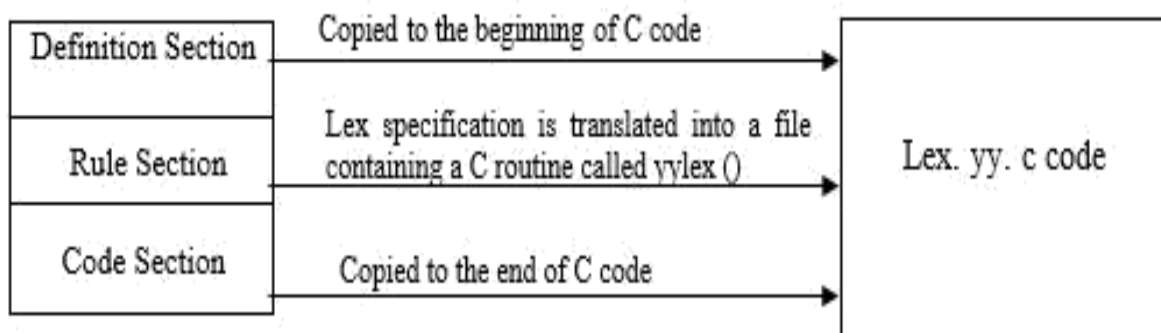 Definition Section
Copied to the beginning of C code
Rule Section
Lex specification is translated into a file
containing a C routine called yylex ()
Code Section
Copied to the end of C code
Lex. yy. c code